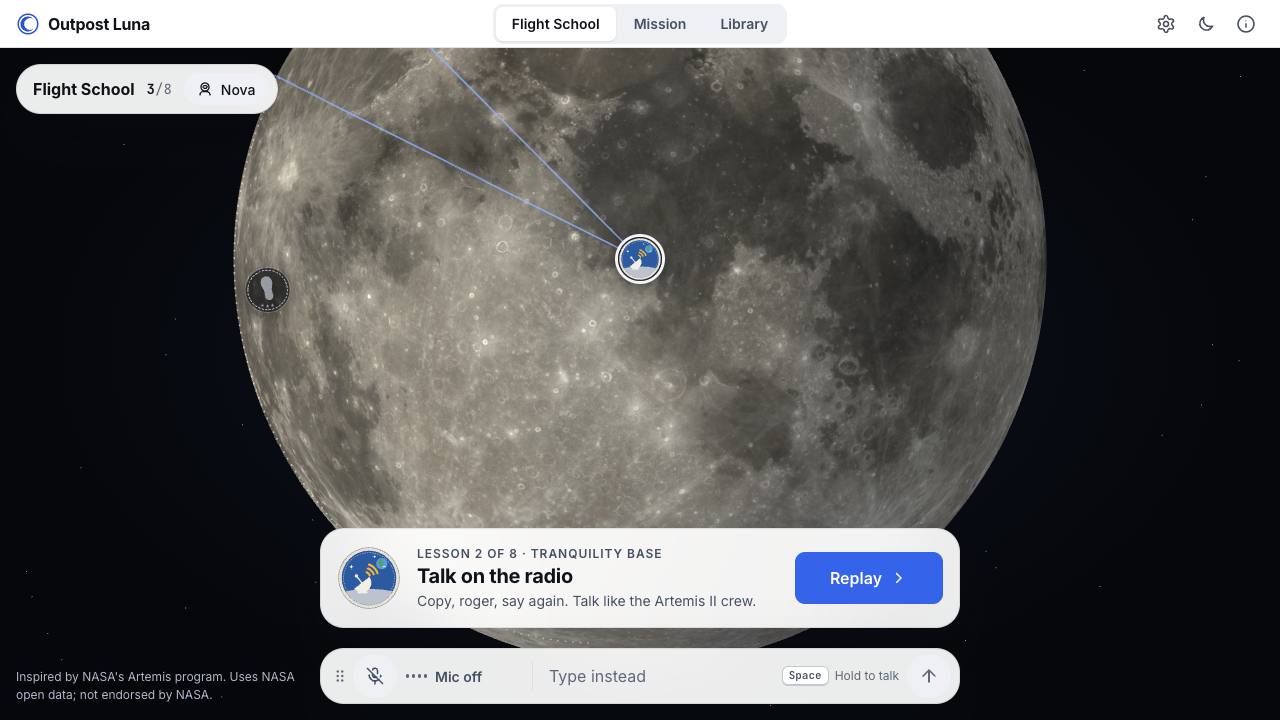 Outpost Luna
Flight School
Mission
Library
Flight School 3/8 Nova
LESSON 2 OF 8 · TRANQUILITY BASE
Talk on the radio
Copy, roger, say again. Talk like the Artemis II crew.
Replay
Mic off
Type instead
Space Hold to talk
Inspired by NASA's Artemis program. Uses NASA
open data; not endorsed by NASA.